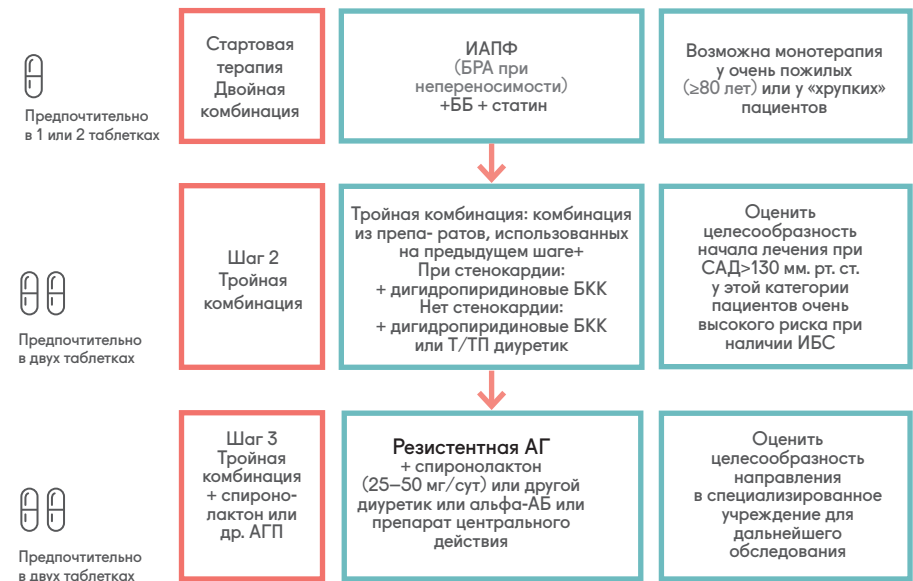 Предпочтительно
в 1 или 2 таблетках
Стартовая
терапия
Двойная
комбинация
ИАПФ
(БРА при
непереносимости)
+ББ + статин
Возможна монотерапия
у очень пожилых
(≥80 лет) или у «хрупких»
пациентов
Предпочтительно
в двух таблетках
Шаг 2
Тройная
комбинация
Тройная комбинация: комбинация
из препа- ратов, использованных
на предыдущем шаге+
При стенокардии:
+ дигидропиридиновые БКК
Нет стенокардии:
+ дигидропиридиновые БКК
или Т/ТП диуретик
Оценить
целесообразность
начала лечения при
САД>130 мм. рт. ст.
у этой категории
пациентов очень
высокого риска при
наличии ИБС
Предпочтительно
в двух таблетках
Шаг 3
Тройная
комбинация
+ спироно-
лактон или
др. АГП
Резистентная АГ
+ спиронолактон
(25–50 мг/сут) или другой
диуретик или альфа-АБ или
препарат центрального
действия
Оценить
целесообразность
направления
в специализированное
учреждение для
дальнейшего
обследования